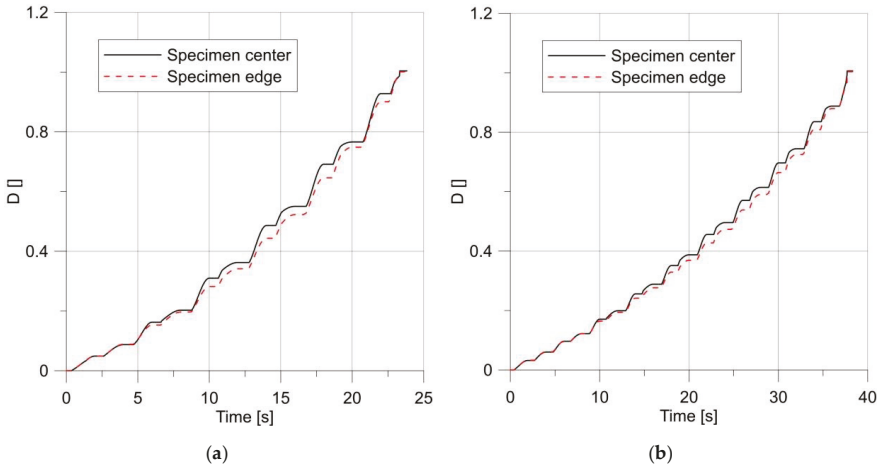 1.2
0.8
0.4
0
D []
Specimen center
Specimen edge
0 5 10 15 20 25
Time [s]
(a)
1.2
0.8
0.4
0
D []
Specimen center
Specimen edge
0 10 20 30 40
Time [s]
(b)